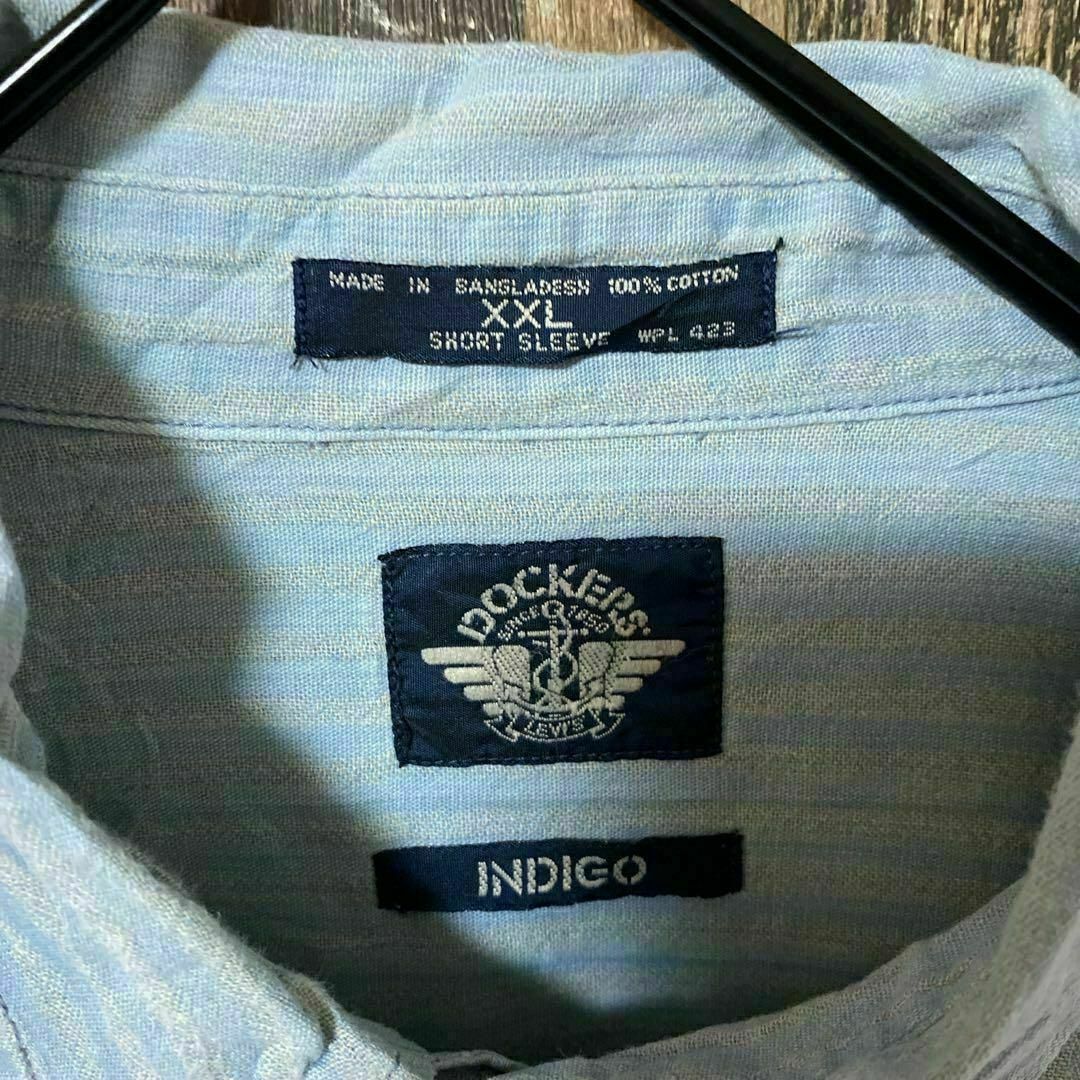 MADE IN BANGLADESH 100% COTTON
XXL
SHORT SLEEVE WPL 423
DOCKERS
SINCE 1850
LEVI'S
INDIGO